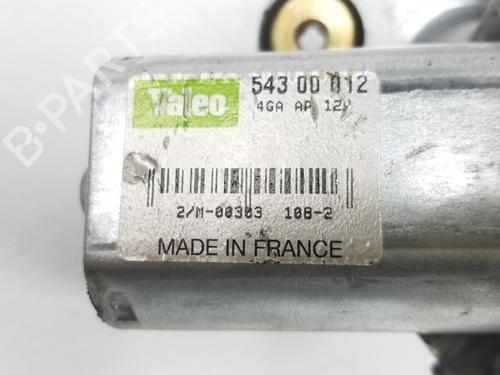 Valeo 543 00 012
4GA AP 12V
2/M-00303 108-2
MADE IN FRANCE
B-PARTS